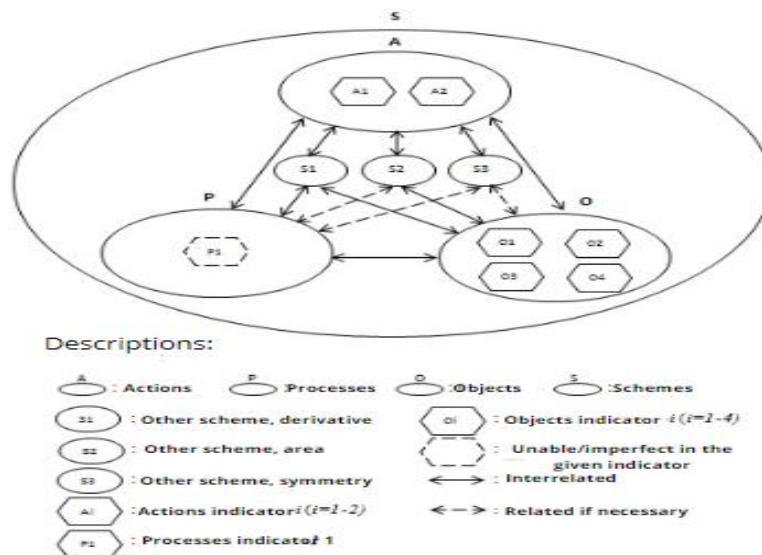 S
A
A1 A2
S1 S2 S3
P O
P1
O1 O2
O3 O4
Descriptions:
A : Actions P :Processes O :Objects S : Schemes
S1 : Other scheme, derivative
Oi : Objects indicator i (i=1-4)
S2 : Other scheme, area
: Unable/imperfect in the
given indicator
S3 : Other scheme, symmetry
: Interrelated
Ai :Actions indicator i (i=1-2)
: Related if necessary
P1 : Processes indicator 1